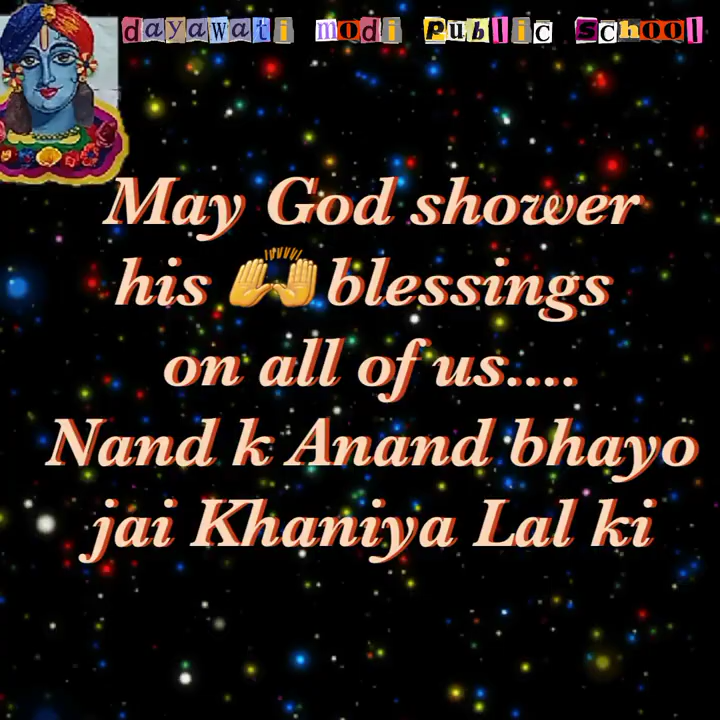 dayawati modi Public School
May God shower
his 🙌 blessings
on all of us....
Nand k Anand bhayo
jai Khaniya Lal ki